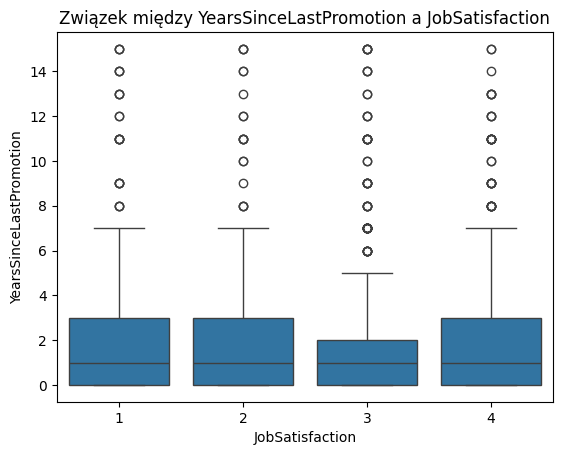 Związek między YearsSinceLastPromotion a JobSatisfaction
YearsSinceLastPromotion
14
12
10
8
6
4
2
0
1 2 3 4
JobSatisfaction